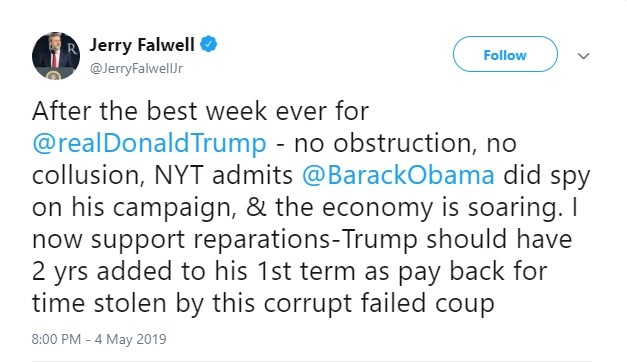 Jerry Falwell
@JerryFalwellJr
Follow
After the best week ever for
@realDonaldTrump - no obstruction, no
collusion, NYT admits @BarackObama did spy
on his campaign, & the economy is soaring. I
now support reparations-Trump should have
2 yrs added to his 1st term as pay back for
time stolen by this corrupt failed coup
8:00 PM - 4 May 2019